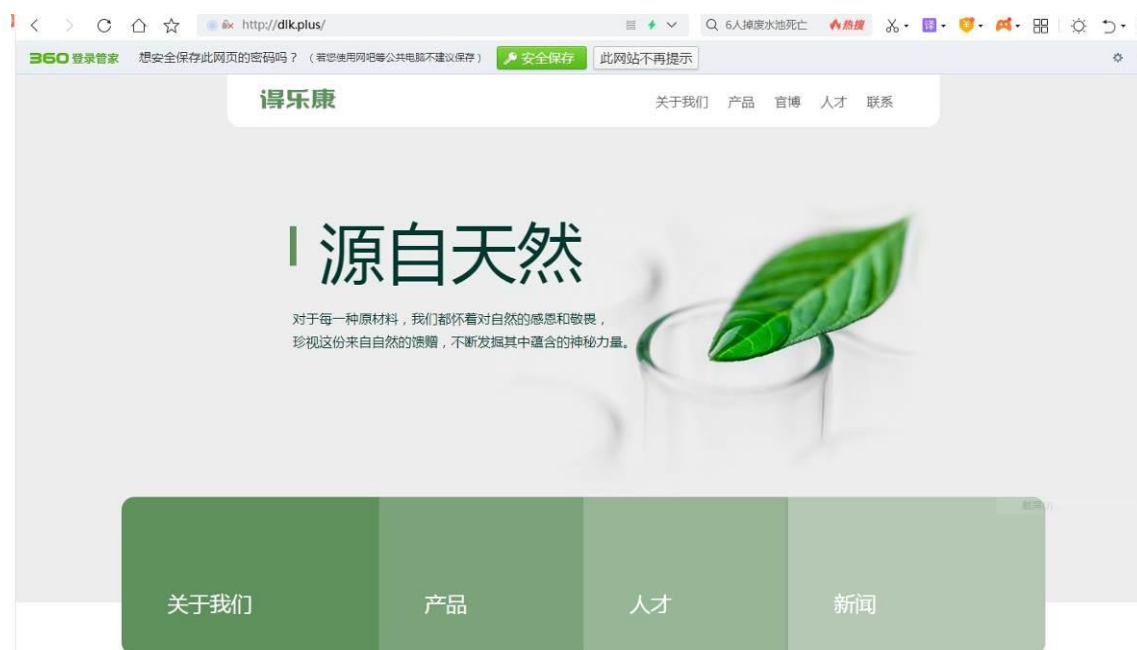 http://dlk.plus/
6人掉废水池死亡 热搜
360登录管家 想安全保存此网页的密码吗？（若您使用网吧等公共电脑不建议保存） 安全保存 此网站不再提示
得乐康 关于我们 产品 官博 人才 联系
源自天然
对于每一种原材料，我们都怀着对自然的感恩和敬畏，
珍视这份来自自然的馈赠，不断发掘其中蕴含的神秘力量。
关于我们 产品 人才 新闻